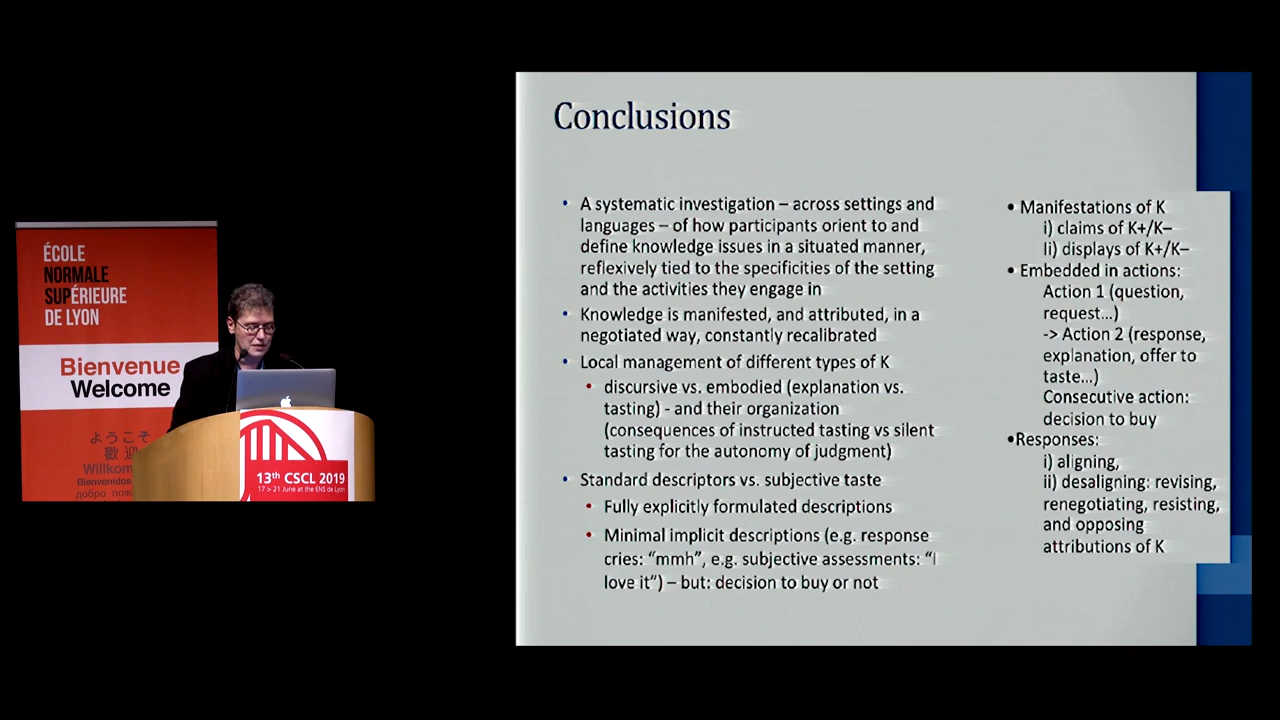 ÉCOLE
NORMALE
SUPÉRIEURE
DE LYON
Bienvenue
Welcome
ようこそ
歡迎
Willkom
Bienvenidos
добро пож
13th CSCL 2019
17 > 21 June at the ENS de Lyon
Conclusions
• A systematic investigation – across settings and
languages – of how participants orient to and
define knowledge issues in a situated manner,
reflexively tied to the specificities of the setting
and the activities they engage in
• Knowledge is manifested, and attributed, in a
negotiated way, constantly recalibrated
• Local management of different types of K
• discursive vs. embodied (explanation vs.
tasting) - and their organization
(consequences of instructed tasting vs silent
tasting for the autonomy of judgment)
• Standard descriptors vs. subjective taste
• Fully explicitly formulated descriptions
• Minimal implicit descriptions (e.g. response
cries: “mmh”, e.g. subjective assessments: “I
love it”) – but: decision to buy or not
• Manifestations of K
i) claims of K+/K–
Ii) displays of K+/K–
• Embedded in actions:
Action 1 (question,
request...)
-> Action 2 (response,
explanation, offer to
taste...)
Consecutive action:
decision to buy
•Responses:
i) aligning,
ii) desaligning: revising,
renegotiating, resisting,
and opposing
attributions of K